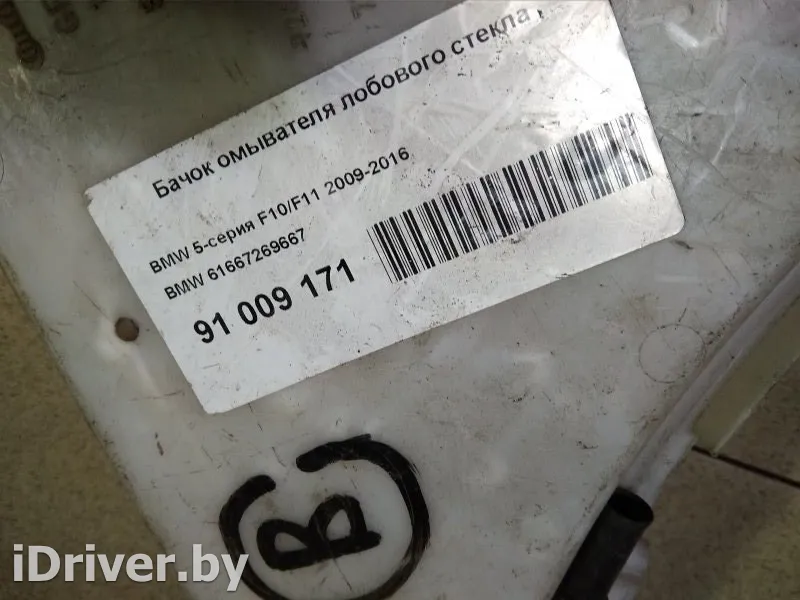 Бачок омывателя лобового стекла
BMW 5-серия F10/F11 2009-2016
BMW 61667269667
91 009 171
B
iDriver.by